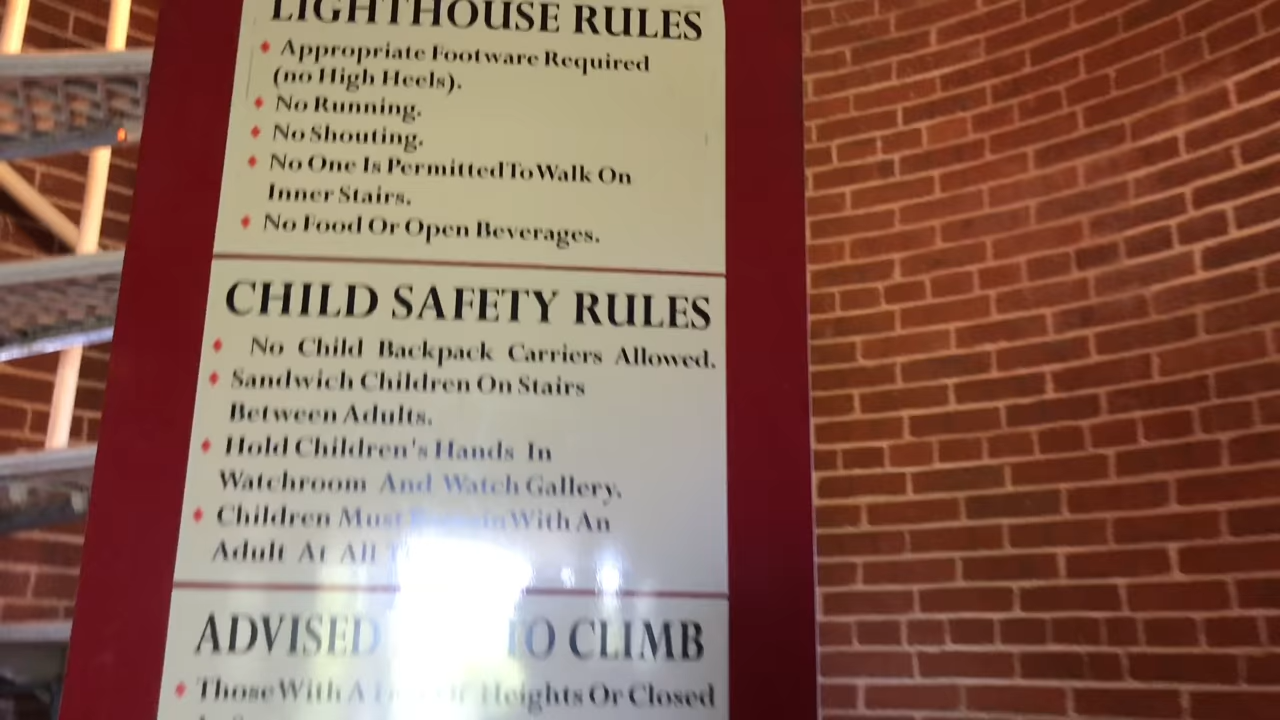 LIGHTHOUSE RULES
Appropriate Footware Required
(no High Heels).
No Running.
No Shouting.
No One Is Permitted To Walk On
Inner Stairs.
No Food Or Open Beverages.
CHILD SAFETY RULES
No Child Backpack Carriers Allowed.
Sandwich Children On Stairs
Between Adults.
Hold Children's Hands In
Watchroom And Watch Gallery.
Children Must Remain With An
Adult At All
ADVISED TO CLIMB
Those With A Of Heights Or Closed